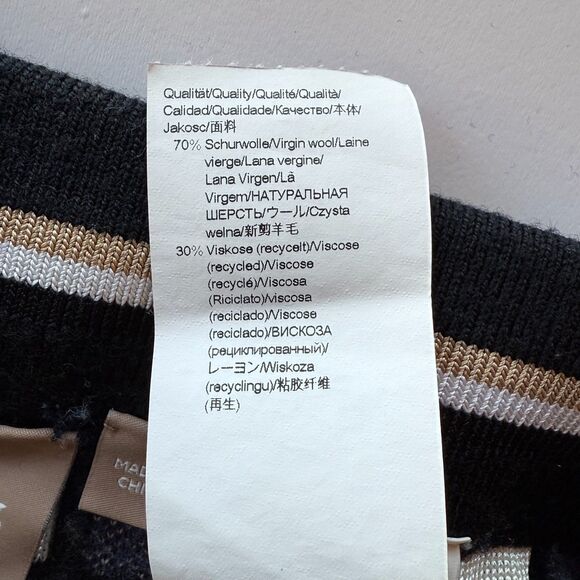 Qualität/Quality/Qualité/Qualità/
Calidad/Qualidade/Качество/本体/
Jakosc/面料
70% Schurwolle/Virgin wool/Laine
vierge/Lana vergine/
Lana Virgen/Là
Virgem/НАТУРАЛЬНАЯ
ШЕРСТЬ/ウール/Czysta
welna/新剪羊毛
30% Viskose (recycelt)/Viscose
(recycled)/Viscose
(recyclé)/Viscosa
(Riciclato)/viscosa
(reciclado)/Viscose
(reciclado)/ВИСКОЗА
(рециклированный)/
レーヨン/Wiskoza
(recyclingu)/粘胶纤维
(再生)